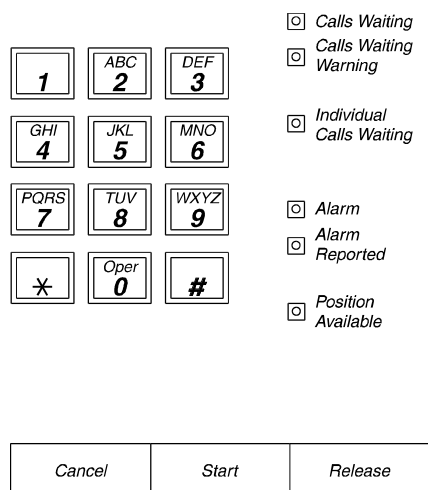 Calls Waiting
Calls Waiting
Warning
1
ABC
2
DEF
3
Individual
Calls Waiting
GHI
4
JKL
5
MNO
6
PQRS
7
TUV
8
WXYZ
9
Alarm
Alarm
Reported
*
Oper
0
#
Position
Available
Cancel
Start
Release